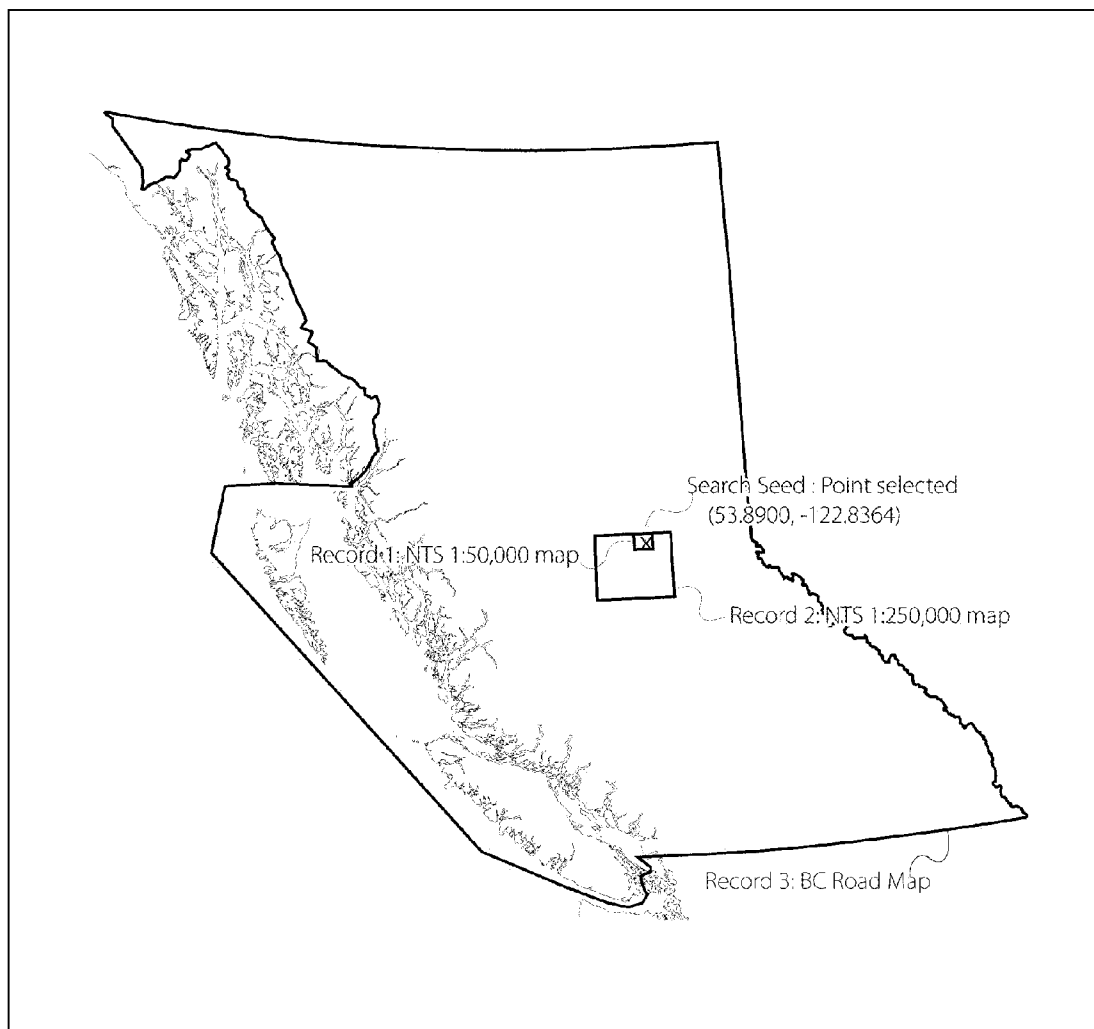 Search Seed : Point selected
(53.8900, -122.8364)
Record 1: NTS 1:50,000 map
Record 2: NTS 1:250,000 map
Record 3: BC Road Map